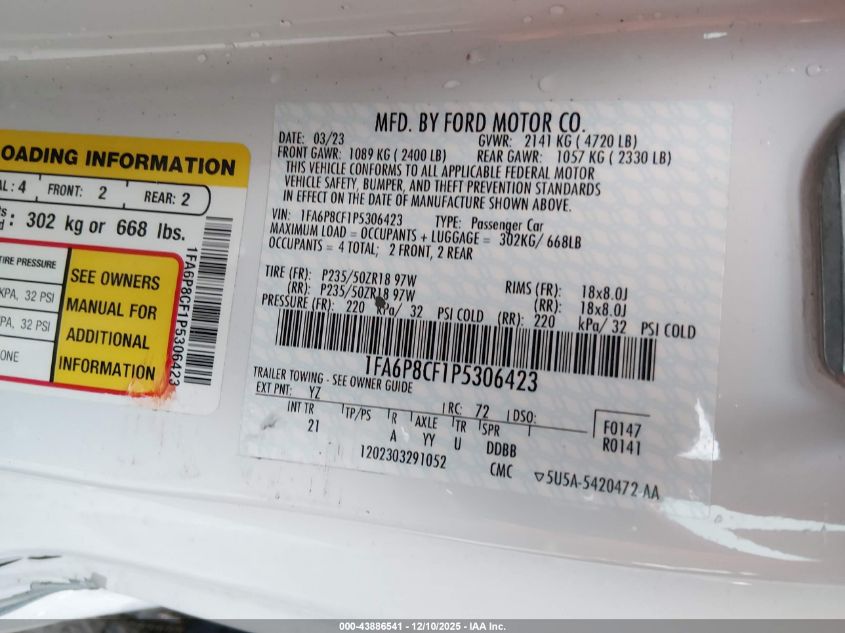 OADING INFORMATION
AL: 4 FRONT: 2 REAR: 2
: 302 kg or 668 lbs.
TIRE PRESSURE
KPA, 32 PSI
PA, 32 PSI
ONE
SEE OWNERS
MANUAL FOR
ADDITIONAL
INFORMATION
1FA6P8CF1P5306423
MFD. BY FORD MOTOR CO.
DATE: 03/23 GVWR: 2141 KG ( 4720 LB)
FRONT GAWR: 1089 KG ( 2400 LB) REAR GAWR: 1057 KG ( 2330 LB)
THIS VEHICLE CONFORMS TO ALL APPLICABLE FEDERAL MOTOR
VEHICLE SAFETY, BUMPER, AND THEFT PREVENTION STANDARDS
IN EFFECT ON THE DATE OF MANUFACTURE SHOWN ABOVE.
VIN: 1FA6P8CF1P5306423 TYPE: Passenger Car
MAXIMUM LOAD = OCCUPANTS + LUGGAGE = 302KG/ 668LB
OCCUPANTS = 4 TOTAL; 2 FRONT, 2 REAR
TIRE (FR): P235/50ZR18 97W RIMS (FR): 18x8.0J
(RR): P235/50ZR18 97W (RR): 18x8.0J
PRESSURE (FR): 220 kPa/ 32 PSI COLD (RR): 220 kPa/ 32 PSI COLD
1FA6P8CF1P5306423
TRAILER TOWING - SEE OWNER GUIDE
EXT PNT: YZ RC: 72 DSO: F0147
INT TR TP/PS R AXLE TR SPR R0141
21 A YY U DDBB
1202303291052 CMC 5U5A-5420472 AA
000-43886541 - 12/10/2025 - IAA Inc.